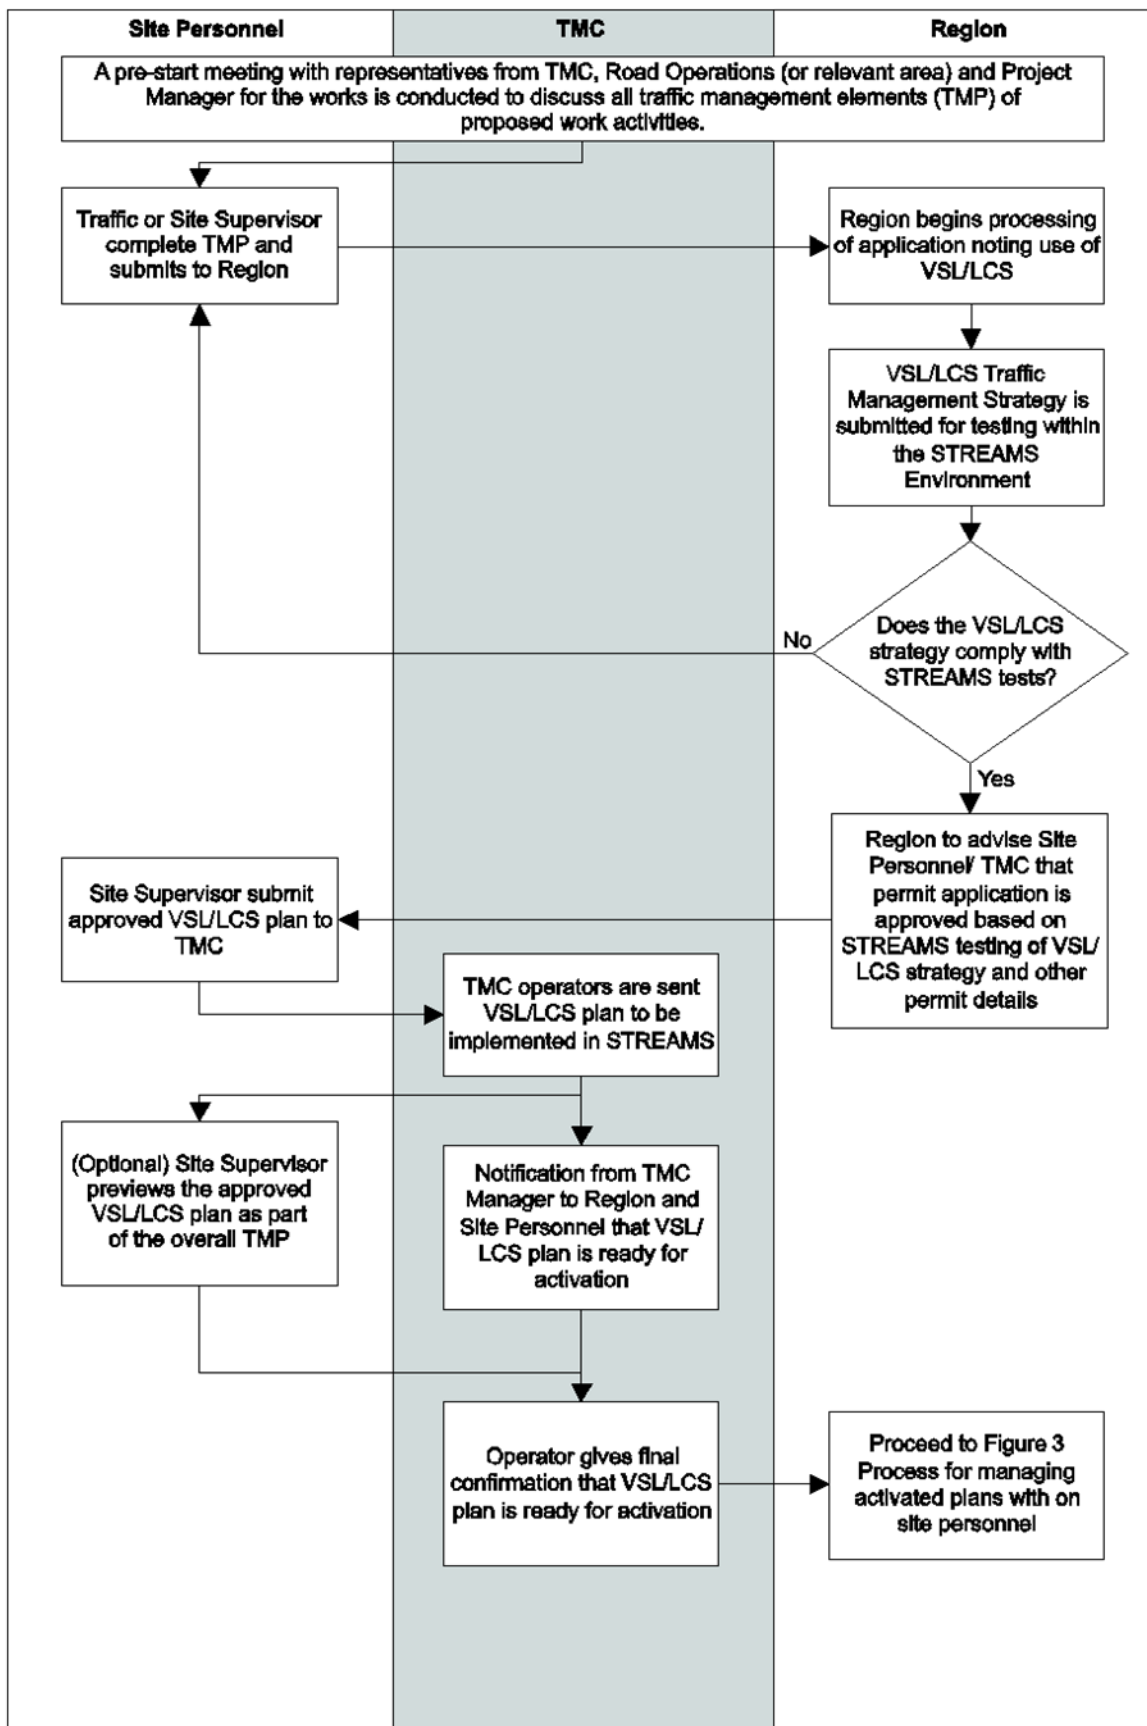 Site Personnel
TMC
Region
A pre-start meeting with representatives from TMC, Road Operations (or relevant area) and Project
Manager for the works is conducted to discuss all traffic management elements (TMP) of
proposed work activities.
Traffic or Site Supervisor
complete TMP and
submits to Region
Region begins processing
of application noting use of
VSL/LCS
VSL/LCS Traffic
Management Strategy is
submitted for testing within
the STREAMS
Environment
Does the VSL/LCS
strategy comply with
STREAMS tests?
No
Yes
Region to advise Site
Personnel/ TMC that
permit application is
approved based on
STREAMS testing of VSL/
LCS strategy and other
permit details
Site Supervisor submit
approved VSL/LCS plan to
TMC
TMC operators are sent
VSL/LCS plan to be
implemented in STREAMS
(Optional) Site Supervisor
previews the approved
VSL/LCS plan as part
of the overall TMP
Notification from TMC
Manager to Region and
Site Personnel that VSL/
LCS plan is ready for
activation
Operator gives final
confirmation that VSL/LCS
plan is ready for activation
Proceed to Figure 3
Process for managing
activated plans with on
site personnel